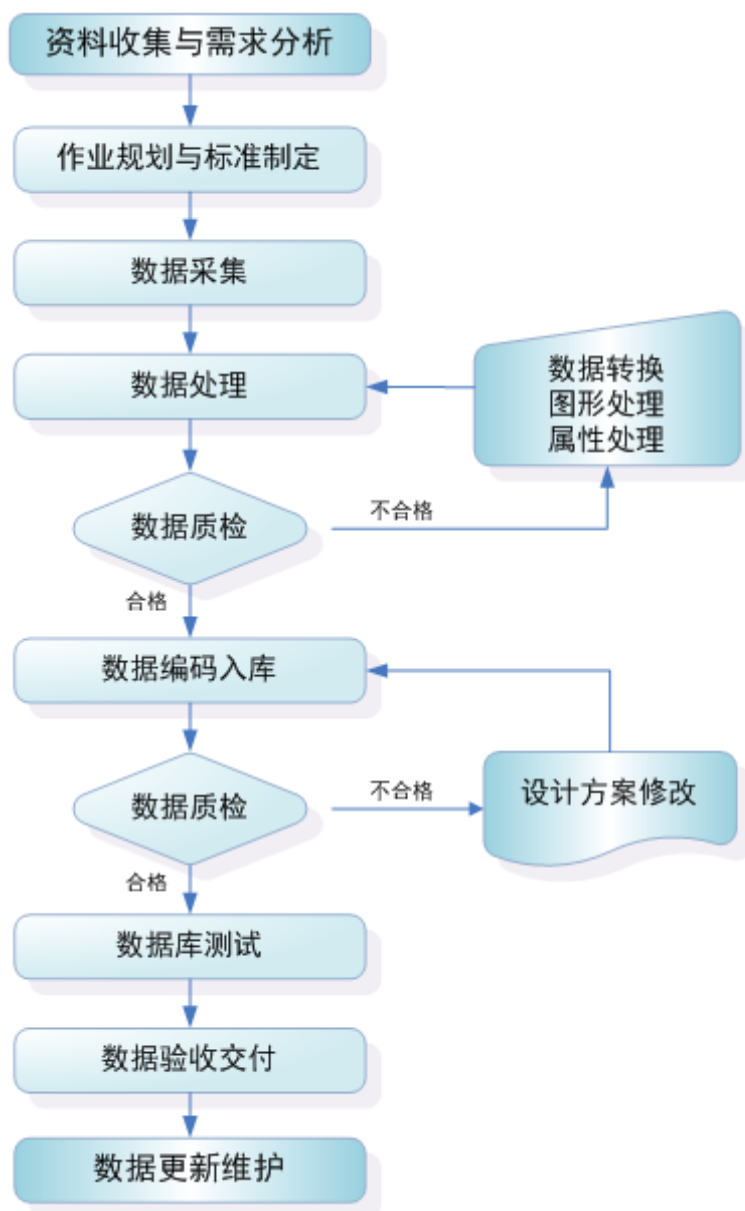 资料收集与需求分析
作业规划与标准制定
数据采集
数据处理
数据转换
图形处理
属性处理
数据质检
不合格
合格
数据编码入库
数据质检
不合格
设计方案修改
合格
数据库测试
数据验收交付
数据更新维护